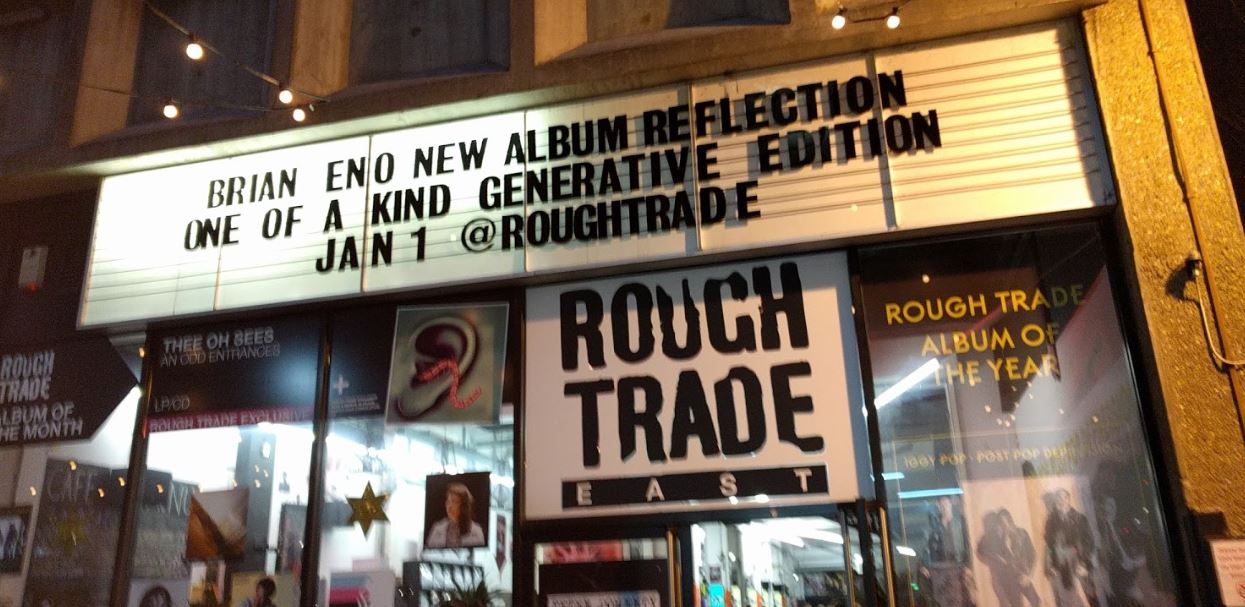 BRIAN ENO NEW ALBUM REFLECTION
ONE OF A KIND GENERATIVE EDITION
JAN 1 @ROUGHTRADE
ROUGH
TRADE
EAST
ROUGH
TRADE
ALBUM OF
THE MONTH
THEE OH SEES
AN ODD ENTRANCES
LP/CD
ROUGH TRADE EXCLUSIVE
CAFE
ROUGH TRADE
ALBUM OF
THE YEAR
IGGY POP - POST POP DEPRESSION